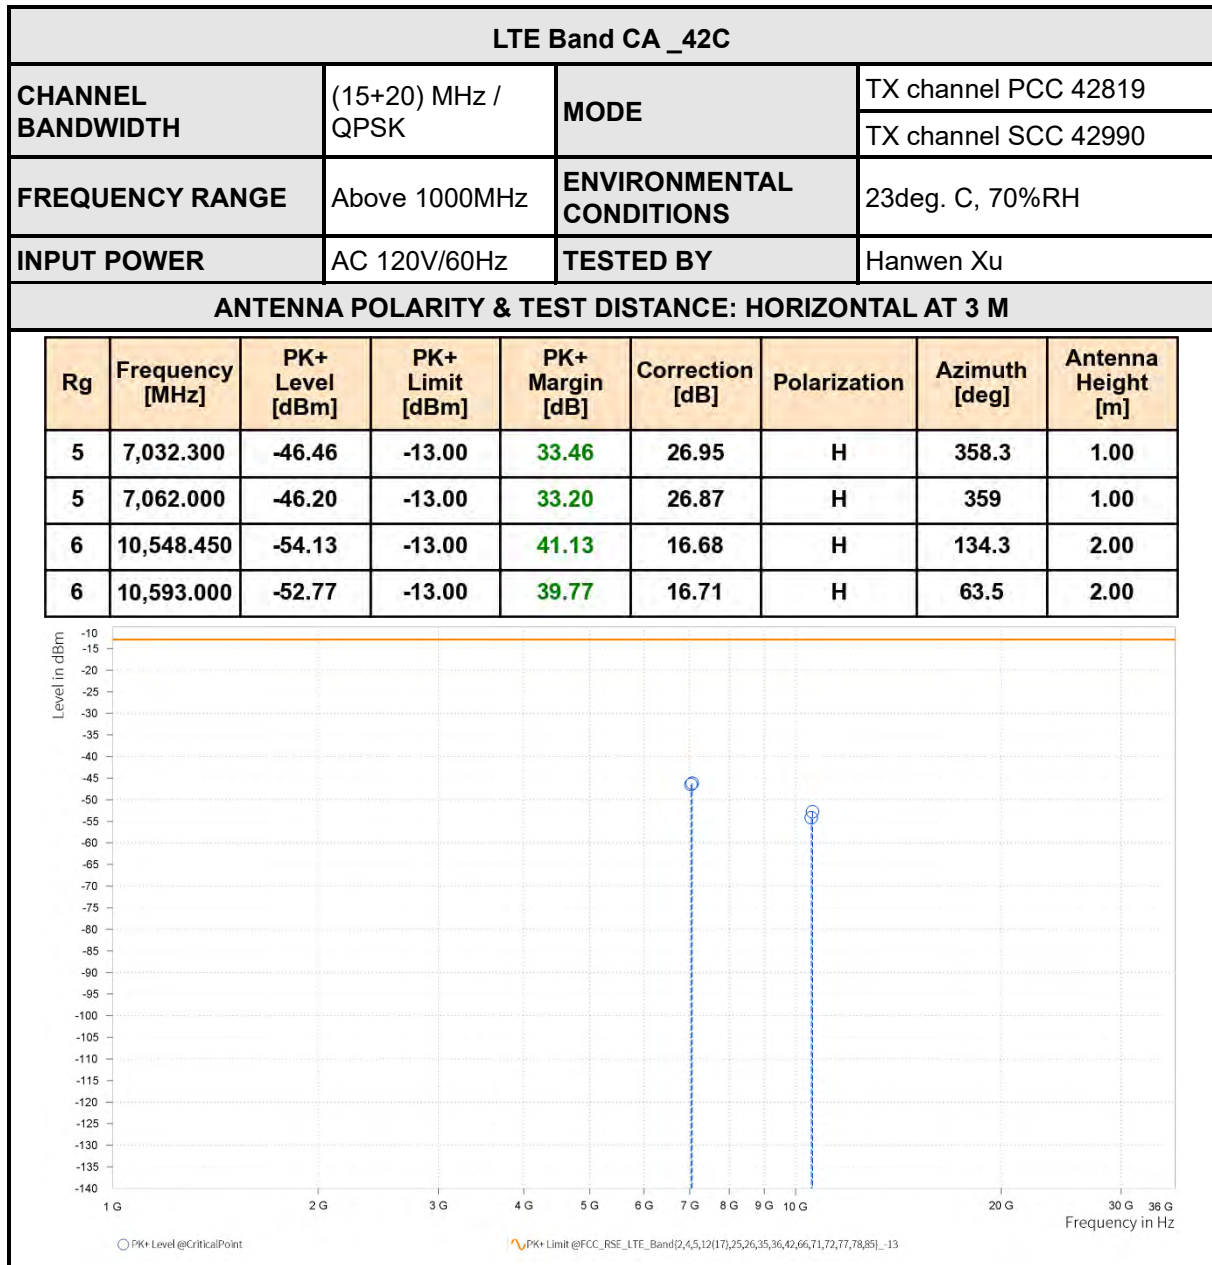 LTE Band CA _42C
CHANNEL BANDWIDTH (15+20) MHz / QPSK MODE TX channel PCC 42819
TX channel SCC 42990
FREQUENCY RANGE Above 1000MHz ENVIRONMENTAL CONDITIONS 23deg. C, 70%RH
INPUT POWER AC 120V/60Hz TESTED BY Hanwen Xu
ANTENNA POLARITY & TEST DISTANCE: HORIZONTAL AT 3 M
Rg Frequency [MHz] PK+ Level [dBm] PK+ Limit [dBm] PK+ Margin [dB] Correction [dB] Polarization Azimuth [deg] Antenna Height [m]
5 7,032.300 -46.46 -13.00 33.46 26.95 H 358.3 1.00
5 7,062.000 -46.20 -13.00 33.20 26.87 H 359 1.00
6 10,548.450 -54.13 -13.00 41.13 16.68 H 134.3 2.00
6 10,593.000 -52.77 -13.00 39.77 16.71 H 63.5 2.00
Level in dBm
-10
-15
-20
-25
-30
-35
-40
-45
-50
-55
-60
-65
-70
-75
-80
-85
-90
-95
-100
-105
-110
-115
-120
-125
-130
-135
-140
1 G 2 G 3 G 4 G 5 G 6 G 7 G 8 G 9 G 10 G 20 G 30 G 36 G
Frequency in Hz
PK+ Level @CriticalPoint PK+ Limit @FCC_RSE_LTE_Band{2,4,5,12(17),25,26,35,36,42,66,71,72,77,78,85}_-13